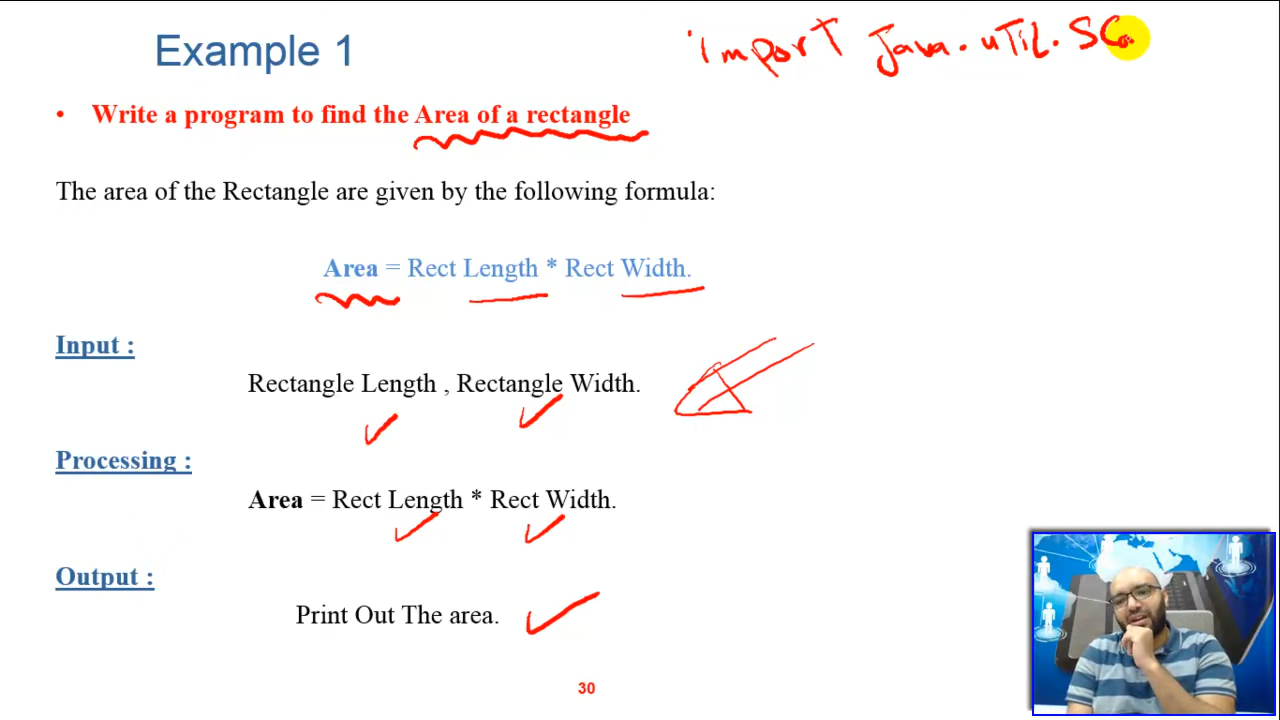 import Java.util.Sca
Example 1
• Write a program to find the Area of a rectangle
The area of the Rectangle are given by the following formula:
Area = Rect Length * Rect Width.
Input :
Rectangle Length , Rectangle Width.
Processing :
Area = Rect Length * Rect Width.
Output :
Print Out The area.
30